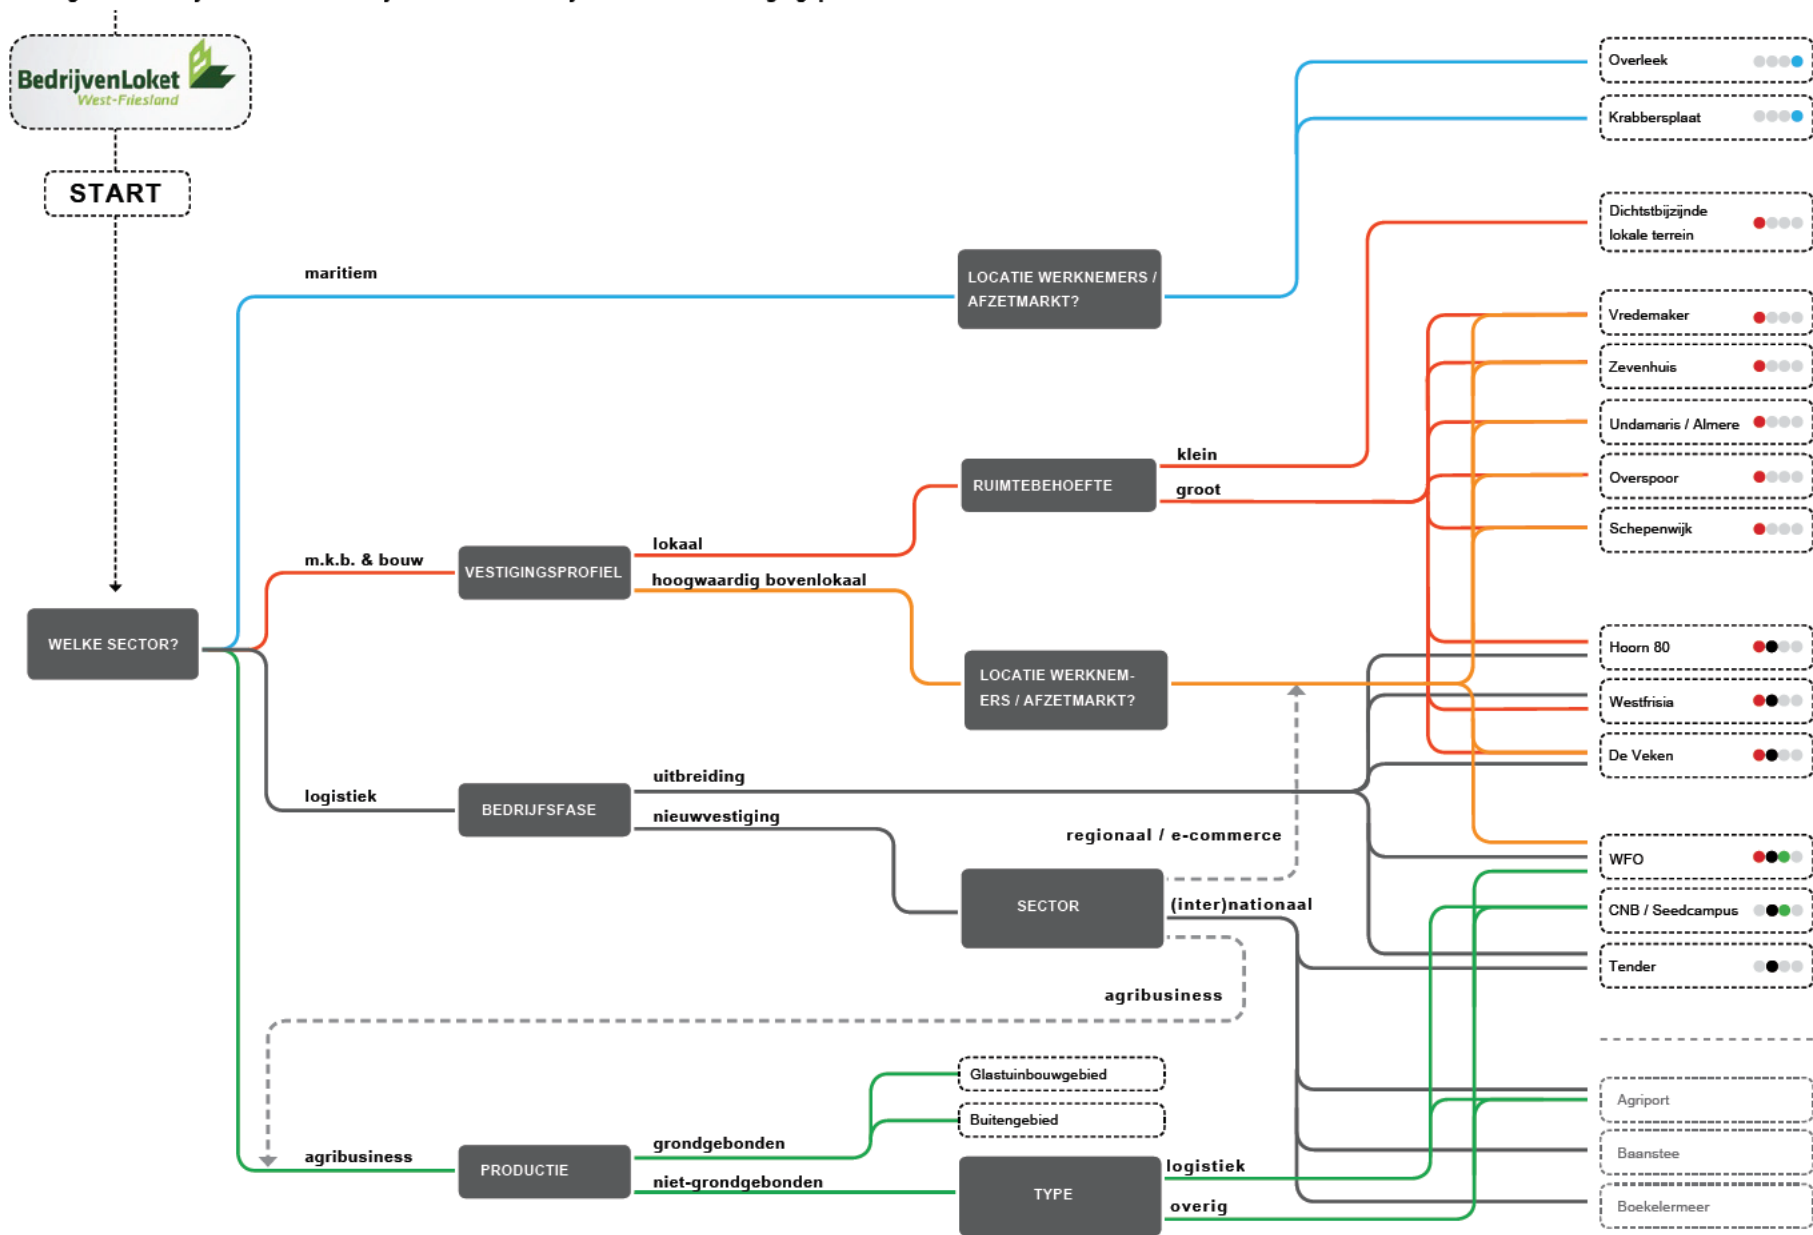 BedrijvenLoket
West-Friesland
START
WELKE SECTOR?
maritiem
m.k.b. & bouw
logistiek
agribusiness
VESTIGINGSPROFIEL
lokaal
hoogwaardig bovenlokaal
BEDRIJFSFASE
uitbreiding
nieuwvestiging
PRODUCTIE
grondgebonden
niet-grondgebonden
LOCATIE WERKNEMERS /
AFZETMARKT?
RUIMTEBEHOEFTE
klein
groot
LOCATIE WERKNEM-
ERS / AFZETMARKT?
regionaal / e-commerce
SECTOR
(inter)nationaal
agribusiness
Glastuinbouwgebied
Buitengebied
TYPE
logistiek
overig
Overleek
Krabbersplaat
Dichtstbijzijnde
lokale terrein
Vredemaker
Zevenhuis
Undamaris / Almere
Overspoor
Schepenwijk
Hoorn 80
Westfrisia
De Veken
WFO
CNB / Seedcampus
Tender
Agriport
Baanstee
Boekelermeer